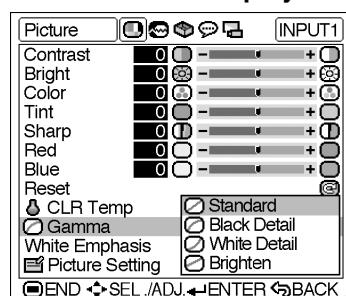 Picture INPUT1
Contrast 0 - +
Bright 0 - +
Color 0 - +
Tint 0 - +
Sharp 0 - +
Red 0 - +
Blue 0 - +
Reset
CLR Temp Standard
Gamma Black Detail
White Emphasis White Detail
Picture Setting Brighten
END SEL./ADJ. ENTER BACK